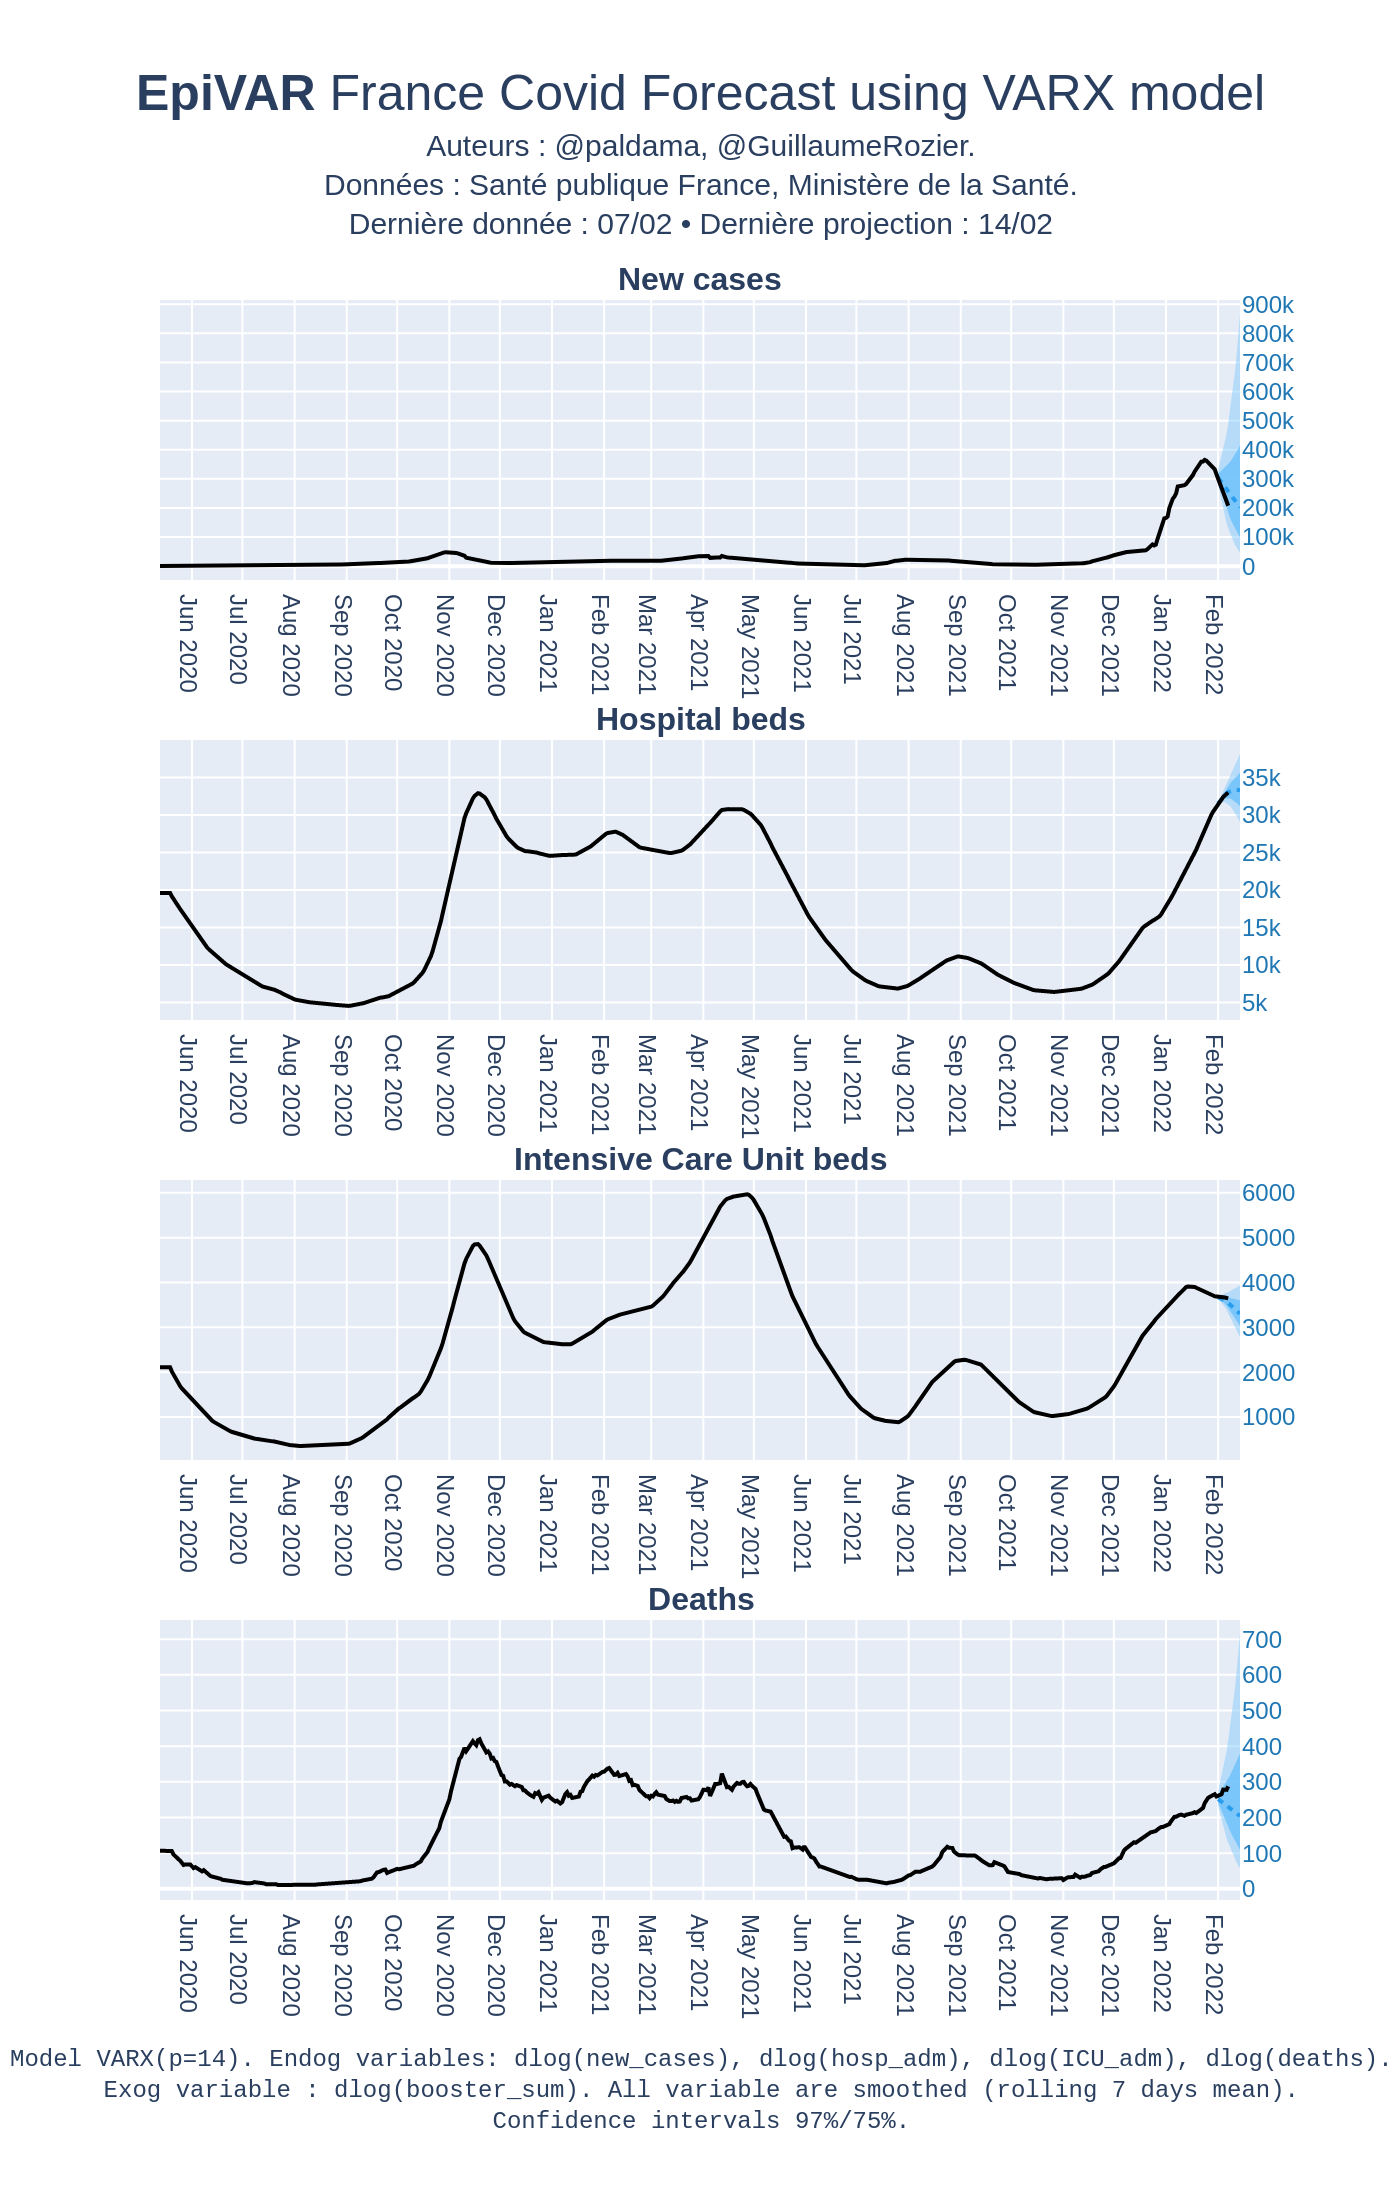 EpiVAR France Covid Forecast using VARX model
Auteurs : @paldama, @GuillaumeRozier.
Données : Santé publique France, Ministère de la Santé.
Dernière donnée : 07/02 • Dernière projection : 14/02
New cases
900k
800k
700k
600k
500k
400k
300k
200k
100k
0
Jun 2020
Jul 2020
Aug 2020
Sep 2020
Oct 2020
Nov 2020
Dec 2020
Jan 2021
Feb 2021
Mar 2021
Apr 2021
May 2021
Jun 2021
Jul 2021
Aug 2021
Sep 2021
Oct 2021
Nov 2021
Dec 2021
Jan 2022
Feb 2022
Hospital beds
35k
30k
25k
20k
15k
10k
5k
Jun 2020
Jul 2020
Aug 2020
Sep 2020
Oct 2020
Nov 2020
Dec 2020
Jan 2021
Feb 2021
Mar 2021
Apr 2021
May 2021
Jun 2021
Jul 2021
Aug 2021
Sep 2021
Oct 2021
Nov 2021
Dec 2021
Jan 2022
Feb 2022
Intensive Care Unit beds
6000
5000
4000
3000
2000
1000
Jun 2020
Jul 2020
Aug 2020
Sep 2020
Oct 2020
Nov 2020
Dec 2020
Jan 2021
Feb 2021
Mar 2021
Apr 2021
May 2021
Jun 2021
Jul 2021
Aug 2021
Sep 2021
Oct 2021
Nov 2021
Dec 2021
Jan 2022
Feb 2022
Deaths
700
600
500
400
300
200
100
0
Jun 2020
Jul 2020
Aug 2020
Sep 2020
Oct 2020
Nov 2020
Dec 2020
Jan 2021
Feb 2021
Mar 2021
Apr 2021
May 2021
Jun 2021
Jul 2021
Aug 2021
Sep 2021
Oct 2021
Nov 2021
Dec 2021
Jan 2022
Feb 2022
Model VARX(p=14). Endog variables: dlog(new_cases), dlog(hosp_adm), dlog(ICU_adm), dlog(deaths).
Exog variable : dlog(booster_sum). All variable are smoothed (rolling 7 days mean).
Confidence intervals 97%/75%.